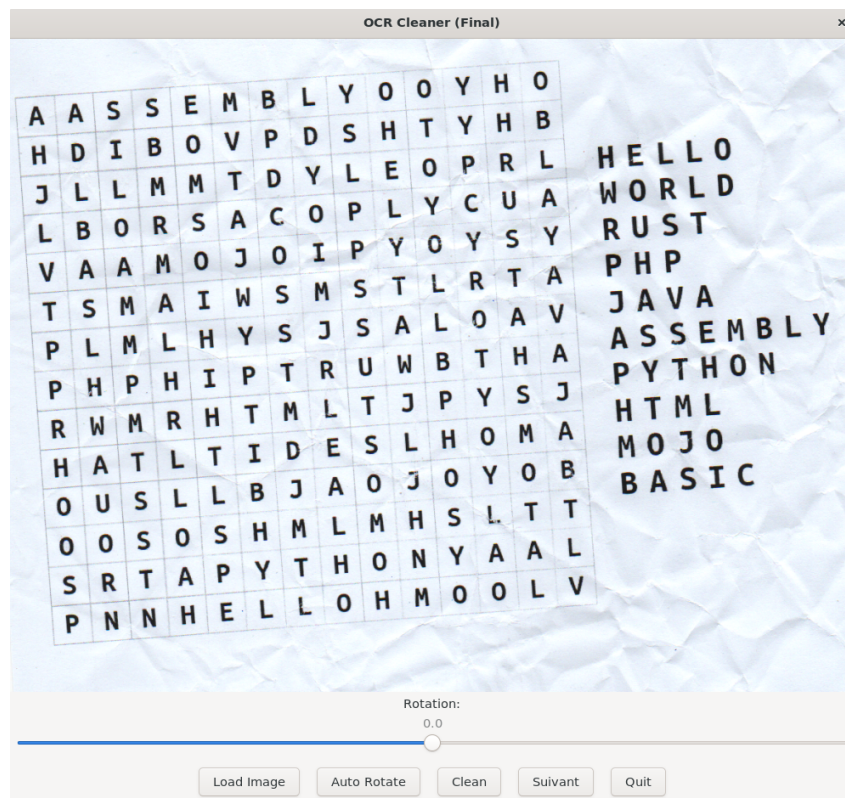 OCR Cleaner (Final)
×
A A S S E M B L Y O O Y H O
H D I B O V P D S H T Y H B
J L L M M T D Y L E O P R L
L B O R S A C O P L Y C U A
V A A M O J O I P Y O Y S Y
T S M A I W S M S T L R T A
P L M L H Y S J S A L O A V
P H P H I P T R U W B T H A
R W M R H T M L T J P Y S J
H A T L T I D E S L H O M A
O U S L L B J A O J O Y O B
O O S O S H M L M H S L T T
S R T A P Y T H O N Y A A L
P N N H E L L O H M O O L V
HELLO
WORLD
RUST
PHP
JAVA
ASSEMBLY
PYTHON
HTML
MOJO
BASIC
Rotation:
0.0
Load Image Auto Rotate Clean Suivant Quit